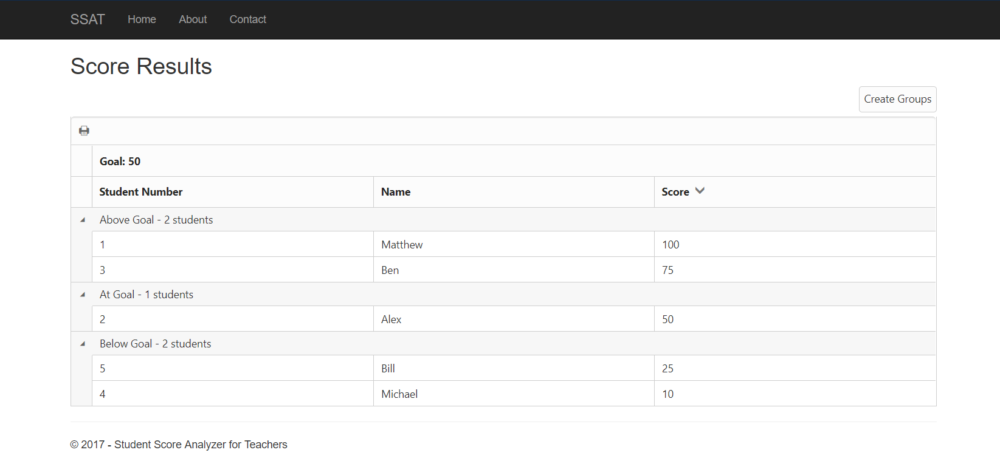 SSAT Home About Contact
Score Results
Create Groups
Goal: 50
Student Number Name Score
Above Goal - 2 students
1 Matthew 100
3 Ben 75
At Goal - 1 students
2 Alex 50
Below Goal - 2 students
5 Bill 25
4 Michael 10
© 2017 - Student Score Analyzer for Teachers